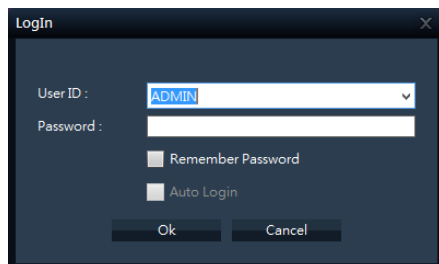 LogIn X
User ID : ADMIN
Password :
Remember Password
Auto Login
Ok Cancel